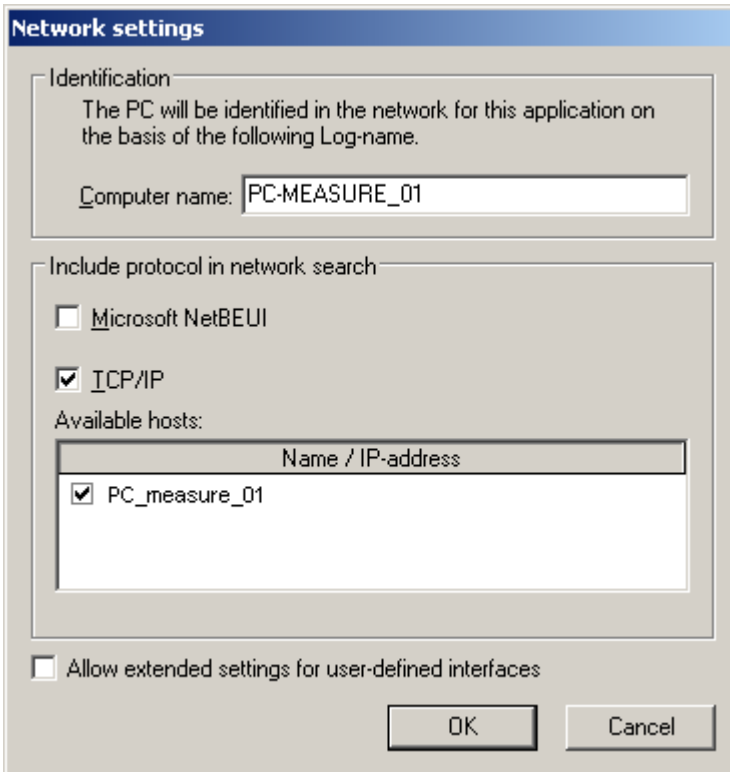 Network settings
Identification
The PC will be identified in the network for this application on
the basis of the following Log-name.
Computer name: PC-MEASURE_01
Include protocol in network search
Microsoft NetBEUI
TCP/IP
Available hosts:
Name / IP-address
PC_measure_01
Allow extended settings for user-defined interfaces
OK Cancel